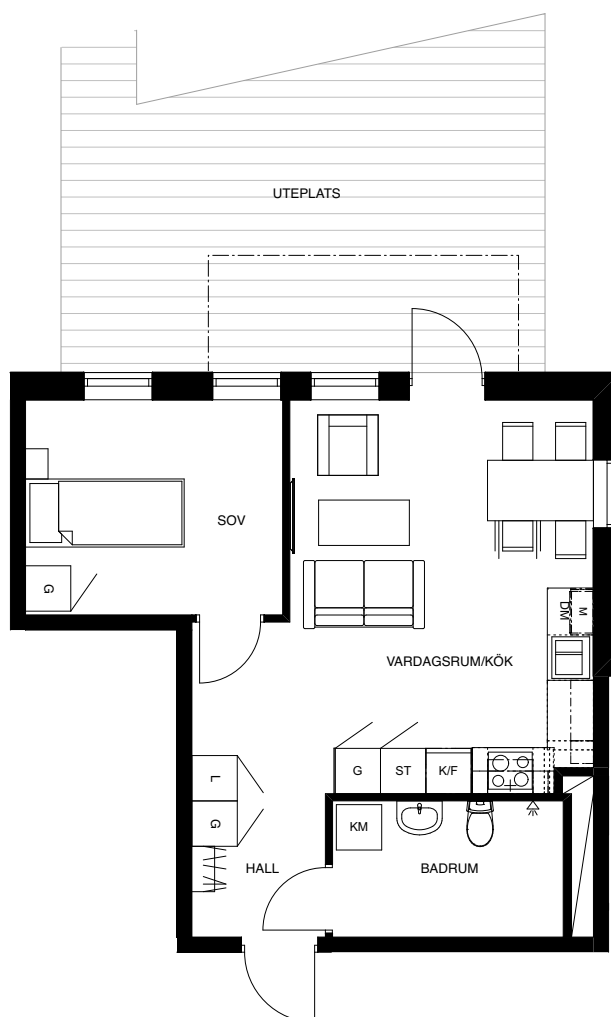 UTEPLATS
SOV
G
DM
M
VARDAGSRUM/KÖK
L
G
G
ST
K/F
KM
HALL
BADRUM